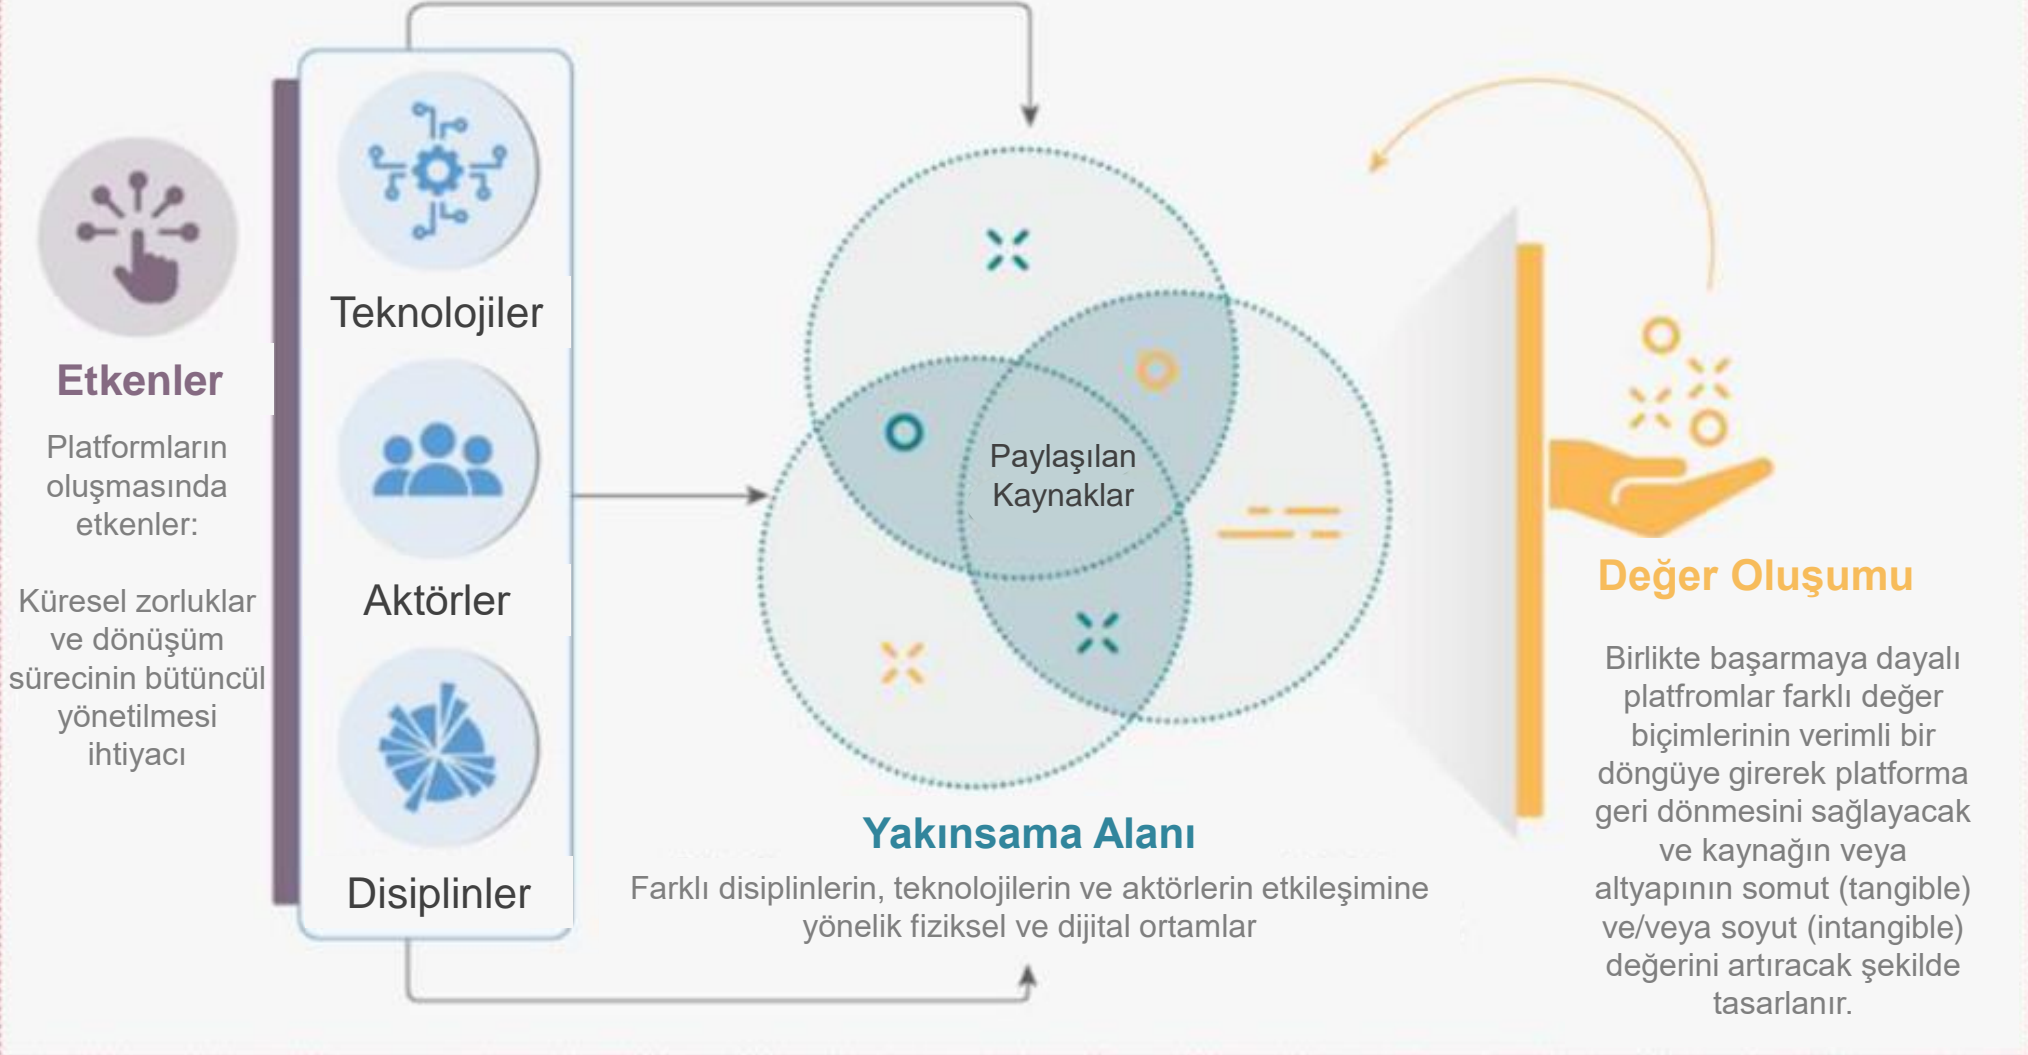 Etkenler
Platformların
oluşmasında
etkenler:
Küresel zorluklar
ve dönüşüm
sürecinin bütüncül
yönetilmesi
ihtiyacı
Teknolojiler
Aktörler
Disiplinler
Paylaşılan
Kaynaklar
Yakınsama Alanı
Farklı disiplinlerin, teknolojilerin ve aktörlerin etkileşimine
yönelik fiziksel ve dijital ortamlar
Değer Oluşumu
Birlikte başarmaya dayalı
platfromlar farklı değer
biçimlerinin verimli bir
döngüye girerek platforma
geri dönmesini sağlayacak
ve kaynağın veya
altyapının somut (tangible)
ve/veya soyut (intangible)
değerini artıracak şekilde
tasarlanır.